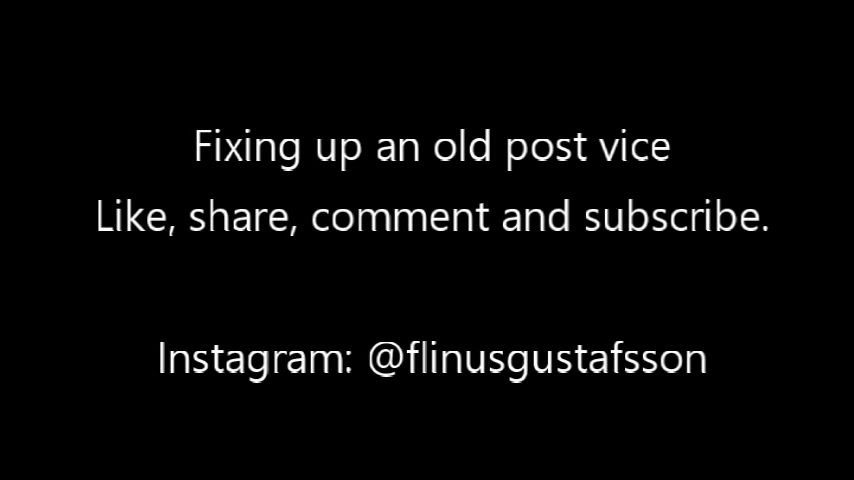 Fixing up an old post vice
Like, share, comment and subscribe.
Instagram: @flinusgustafsson